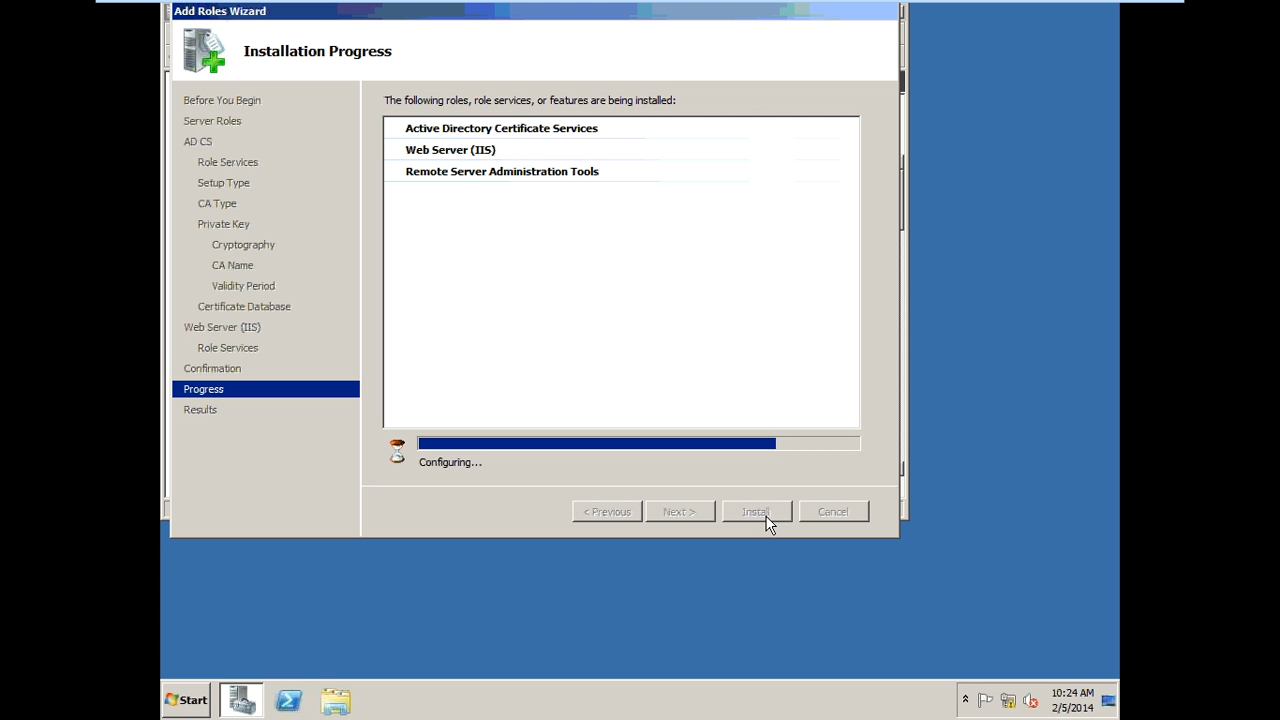 Add Roles Wizard
Installation Progress
Before You Begin
Server Roles
AD CS
Role Services
Setup Type
CA Type
Private Key
Cryptography
CA Name
Validity Period
Certificate Database
Web Server (IIS)
Role Services
Confirmation
Progress
Results
The following roles, role services, or features are being installed:
Active Directory Certificate Services
Web Server (IIS)
Remote Server Administration Tools
Configuring...
< Previous
Next >
Install
Cancel
Start
10:24 AM
2/5/2014